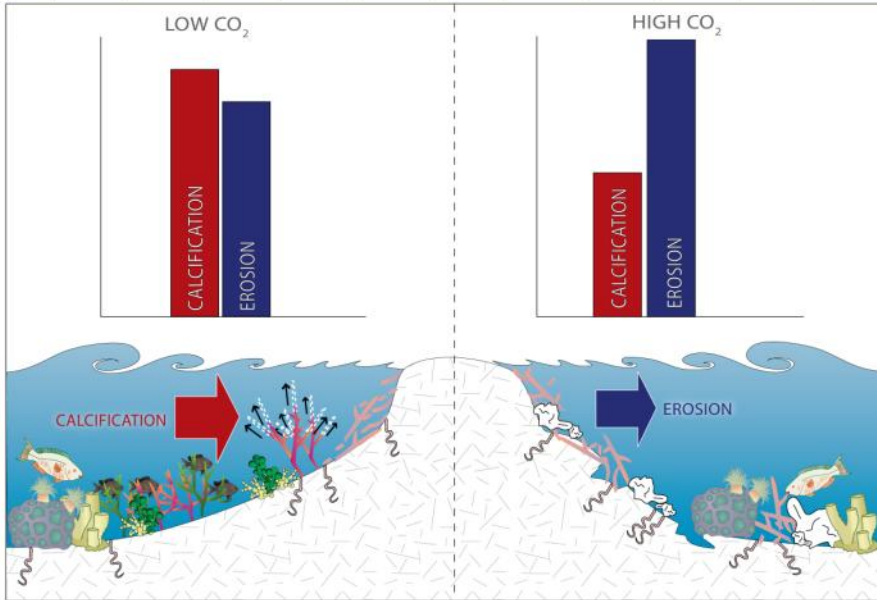 LOW CO₂
HIGH CO₂
CALCIFICATION
EROSION
CALCIFICATION
EROSION
CALCIFICATION
EROSION